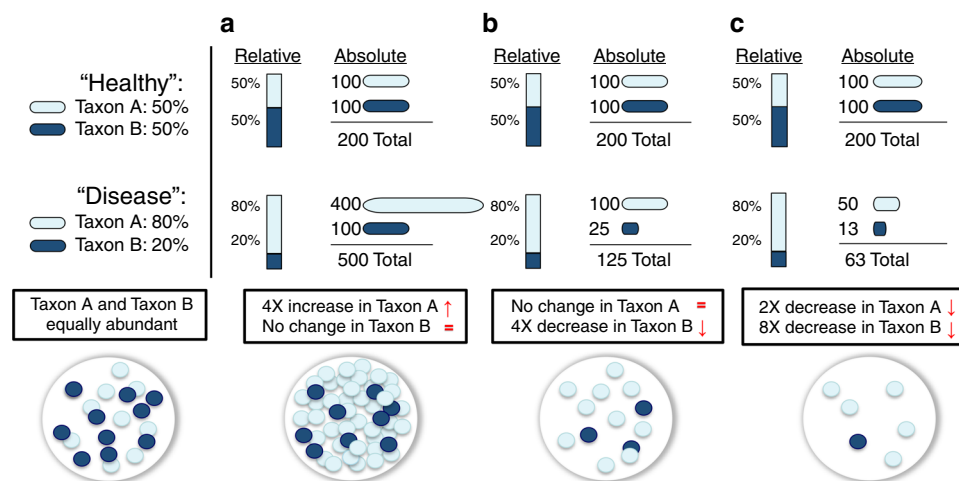 a
b
c
Relative
Absolute
Relative
Absolute
Relative
Absolute
“Healthy”:
Taxon A: 50%
Taxon B: 50%
50%
50%
100
100
200 Total
50%
50%
100
100
200 Total
50%
50%
100
100
200 Total
“Disease”:
Taxon A: 80%
Taxon B: 20%
80%
20%
400
100
500 Total
80%
20%
100
25
125 Total
80%
20%
50
13
63 Total
Taxon A and Taxon B
equally abundant
4X increase in Taxon A ↑
No change in Taxon B =
No change in Taxon A =
4X decrease in Taxon B ↓
2X decrease in Taxon A ↓
8X decrease in Taxon B ↓